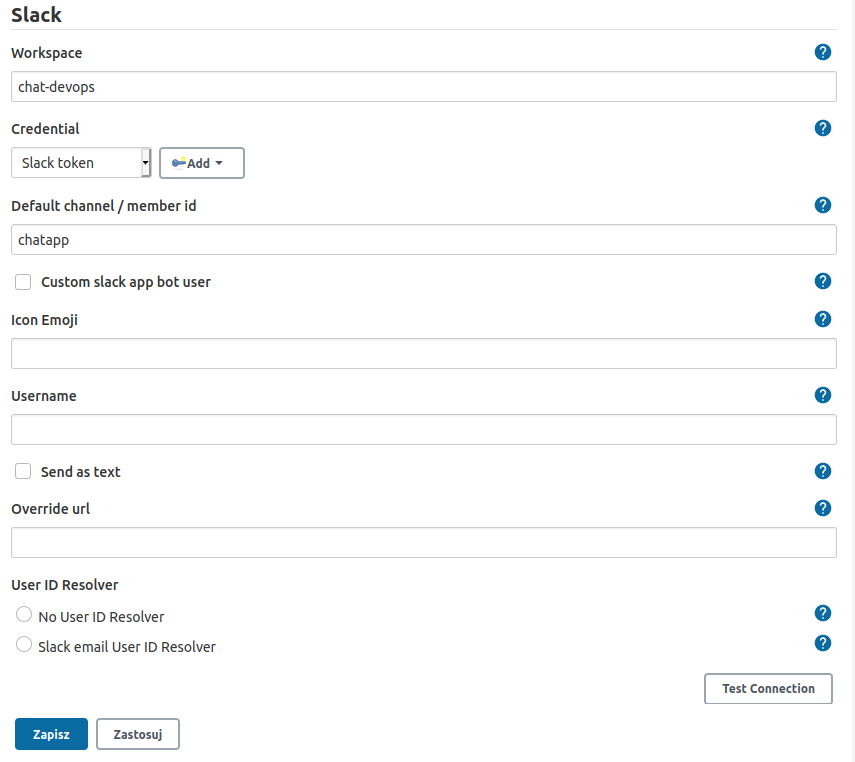 Slack
Workspace
?
chat-devops
Credential
?
Slack token
Add
Default channel / member id
?
chatapp
Custom slack app bot user
?
Icon Emoji
?
Username
?
Send as text
?
Override url
?
User ID Resolver
No User ID Resolver
?
Slack email User ID Resolver
?
Test Connection
Zapisz
Zastosuj